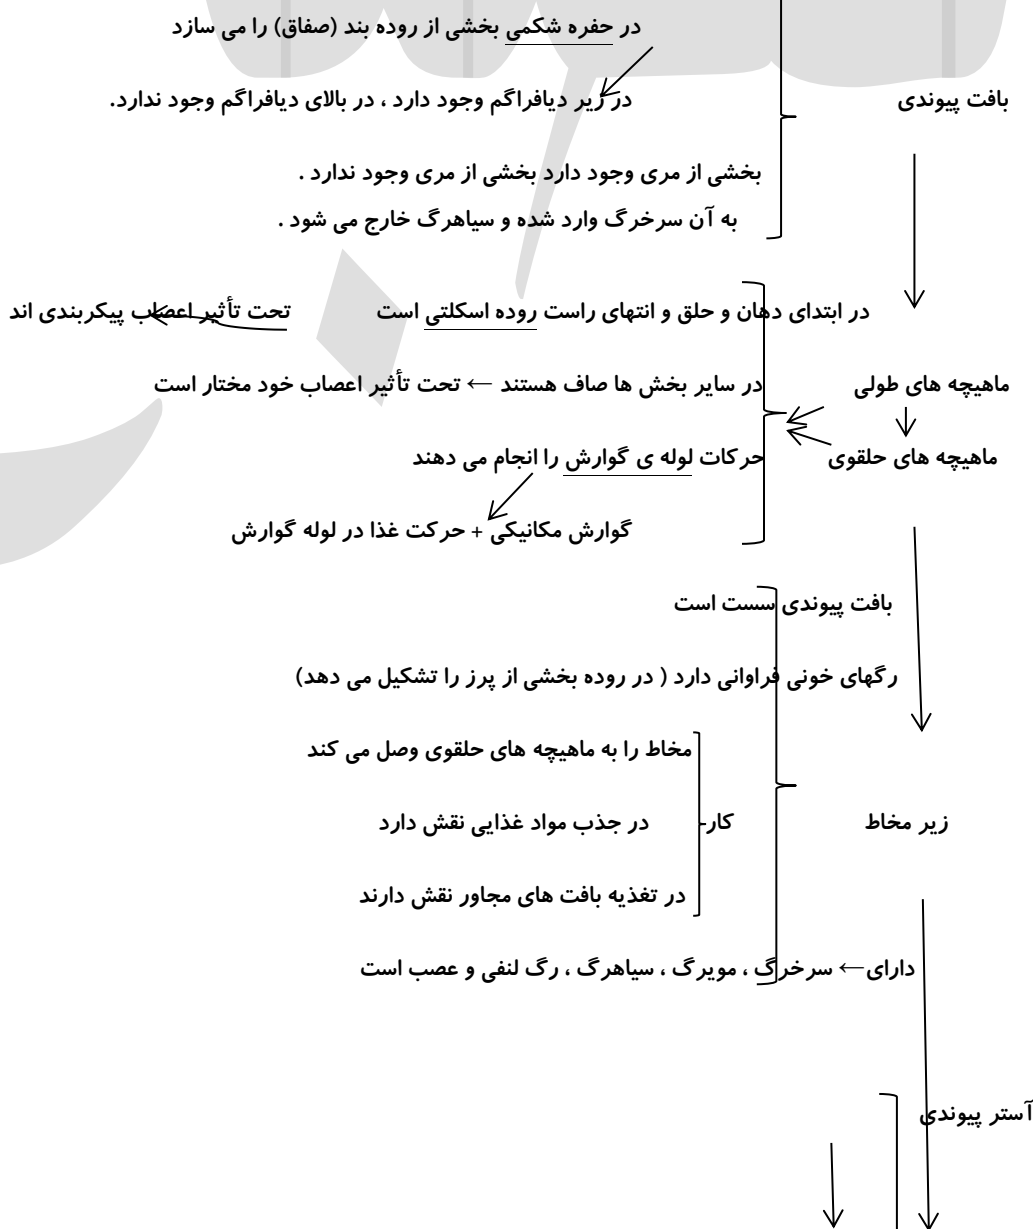 در حفره شکمی بخشی از روده بند (صفاق) را می سازد
بافت پیوندی
در زیر دیافراگم وجود دارد ، در بالای دیافراگم وجود ندارد.
بخشی از مری وجود دارد بخشی از مری وجود ندارد .
به آن سرخرگ وارد شده و سیاهرگ خارج می شود .
در ابتدای دهان و حلق و انتهای راست روده اسکلتی است تحت تأثیر اعصاب پیکربندی اند
ماهیچه های طولی
در سایر بخش ها صاف هستند ← تحت تأثیر اعصاب خود مختار است
ماهیچه های حلقوی
حرکات لوله ی گوارش را انجام می دهند
گوارش مکانیکی + حرکت غذا در لوله گوارش
بافت پیوندی سست است
رگهای خونی فراوانی دارد ( در روده بخشی از پرز را تشکیل می دهد)
مخاط را به ماهیچه های حلقوی وصل می کند
زیر مخاط
کار
در جذب مواد غذایی نقش دارد
در تغذیه بافت های مجاور نقش دارند
دارای← سرخرگ ، مویرگ ، سیاهرگ ، رگ لنفی و عصب است
آستر پیوندی